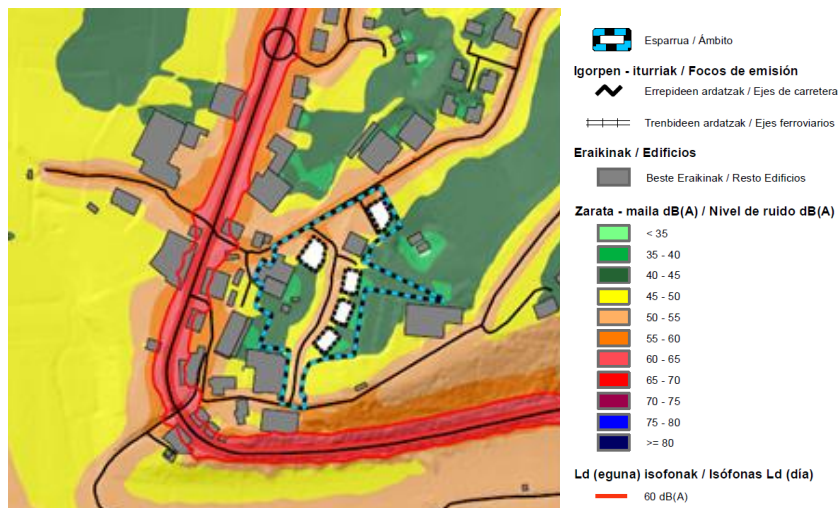 Esparrua / Ámbito
Igorpen - iturriak / Focos de emisión
Errepideen ardatzak / Ejes de carretera
Trenbideen ardatzak / Ejes ferroviarios
Eraikinak / Edificios
Beste Eraikinak / Resto Edificios
Zarata - maila dB(A) / Nivel de ruido dB(A)
< 35
35 - 40
40 - 45
45 - 50
50 - 55
55 - 60
60 - 65
65 - 70
70 - 75
75 - 80
>= 80
Ld (eguna) isofonak / Isófonas Ld (día)
60 dB(A)